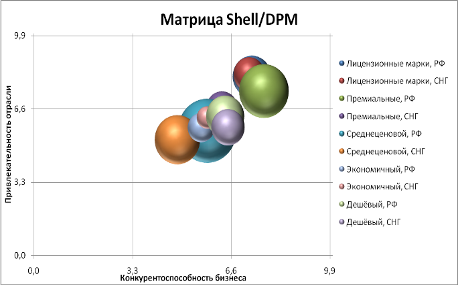 Матрица Shell/DPM
9,9
6,6
3,3
0,0
Привлекательность отрасли
0,0 3,3 6,6 9,9
Конкурентоспособность бизнеса
Лицензионные марки, РФ
Лицензионные марки, СНГ
Премиальные, РФ
Премиальные, СНГ
Среднеценовой, РФ
Среднеценовой, СНГ
Экономичный, РФ
Экономичный, СНГ
Дешёвый, РФ
Дешёвый, СНГ